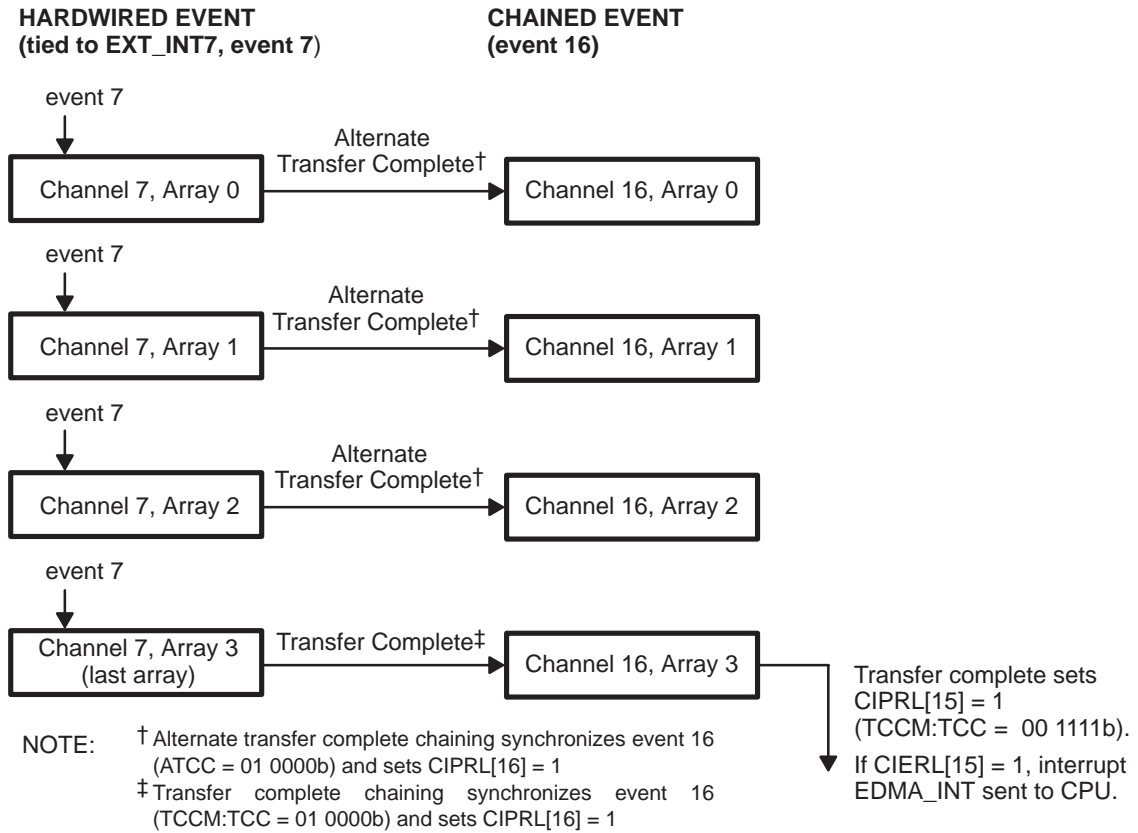 HARDWIRED EVENT
(tied to EXT_INT7, event 7)
CHAINED EVENT
(event 16)
event 7
Alternate
Transfer Complete†
Channel 7, Array 0
Channel 16, Array 0
event 7
Alternate
Transfer Complete†
Channel 7, Array 1
Channel 16, Array 1
event 7
Alternate
Transfer Complete†
Channel 7, Array 2
Channel 16, Array 2
event 7
Channel 7, Array 3
(last array)
Transfer Complete‡
Channel 16, Array 3
Transfer complete sets
CIPRL[15] = 1
(TCCM:TCC = 00 1111b).
If CIERL[15] = 1, interrupt
EDMA_INT sent to CPU.
NOTE:
† Alternate transfer complete chaining synchronizes event 16
(ATCC = 01 0000b) and sets CIPRL[16] = 1
‡ Transfer complete chaining synchronizes event 16
(TCCM:TCC = 01 0000b) and sets CIPRL[16] = 1